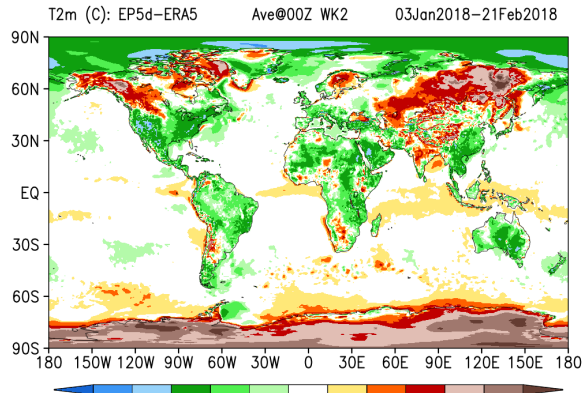 T2m (C): EP5d-ERA5 Ave@00Z WK2 03Jan2018-21Feb2018
90N
60N
30N
EQ
30S
60S
90S
180 150W 120W 90W 60W 30W 0 30E 60E 90E 120E 150E 180